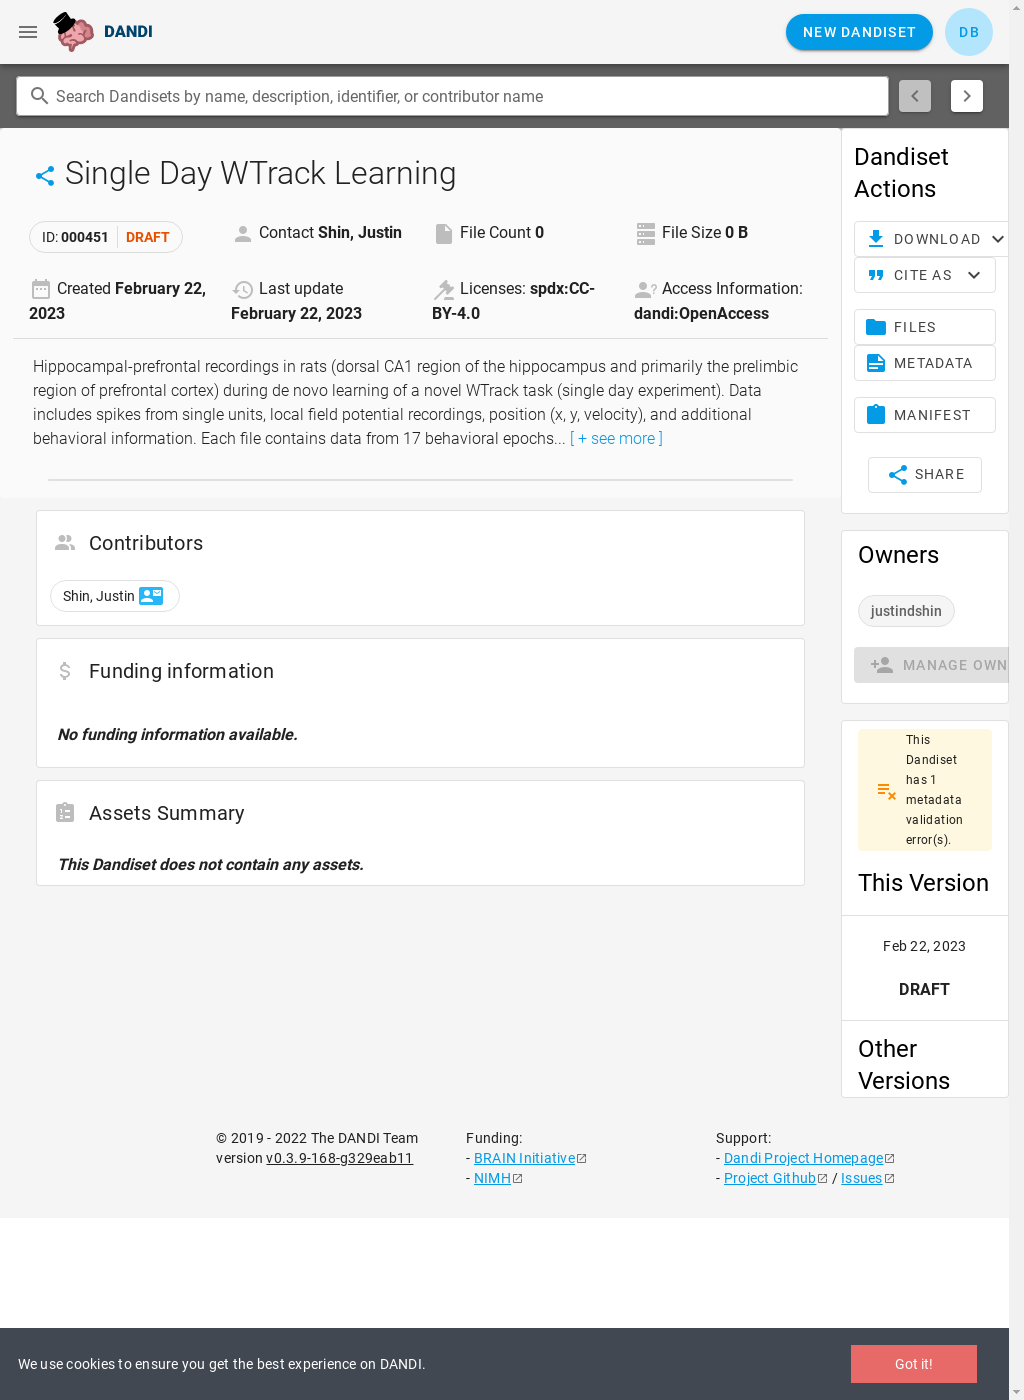 DANDI
NEW DANDISET
DB
Search Dandisets by name, description, identifier, or contributor name
Single Day WTrack Learning
ID: 000451 DRAFT
Contact Shin, Justin
File Count 0
File Size 0 B
Created February 22, 2023
Last update February 22, 2023
Licenses: spdx:CC-BY-4.0
Access Information: dandi:OpenAccess
Hippocampal-prefrontal recordings in rats (dorsal CA1 region of the hippocampus and primarily the prelimbic
region of prefrontal cortex) during de novo learning of a novel WTrack task (single day experiment). Data
includes spikes from single units, local field potential recordings, position (x, y, velocity), and additional
behavioral information. Each file contains data from 17 behavioral epochs... [ + see more ]
Contributors
Shin, Justin
Funding information
No funding information available.
Assets Summary
This Dandiset does not contain any assets.
Dandiset
Actions
DOWNLOAD
CITE AS
FILES
METADATA
MANIFEST
SHARE
Owners
justindshin
MANAGE OWN
This
Dandiset
has 1
metadata
validation
error(s).
This Version
Feb 22, 2023
DRAFT
Other
Versions
© 2019 - 2022 The DANDI Team
version v0.3.9-168-g329eab11
Funding:
- BRAIN Initiative
- NIMH
Support:
- Dandi Project Homepage
- Project Github / Issues
We use cookies to ensure you get the best experience on DANDI.
Got it!